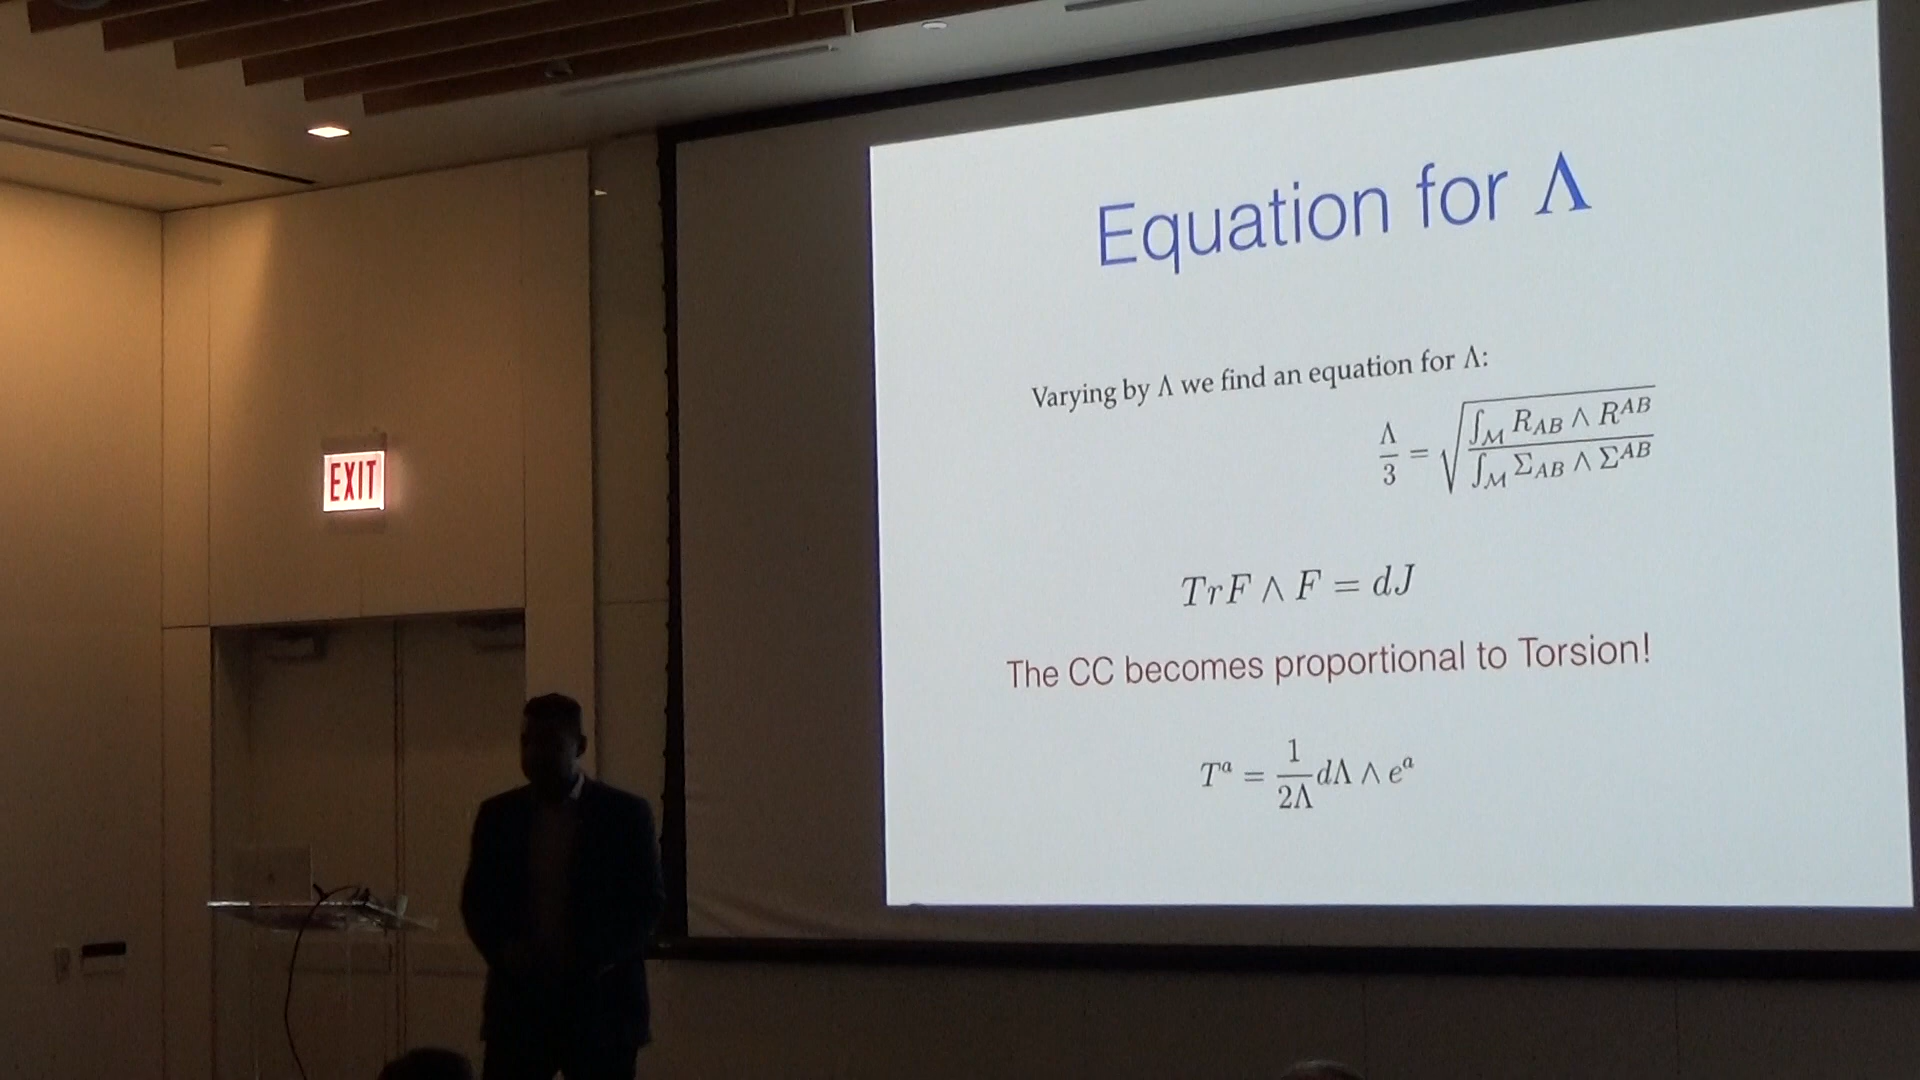 Equation for Λ
Varying by Λ we find an equation for Λ:
Λ/3 = √(∫_M R_AB ∧ R^AB / ∫_M Σ_AB ∧ Σ^AB)
EXIT
TrF ∧ F = dJ
The CC becomes proportional to Torsion!
T^a = 1/2Λ dΛ ∧ e^a